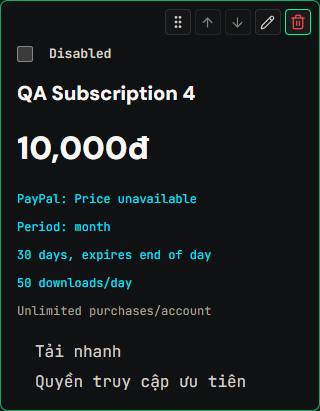 Disabled
QA Subscription 4
10,000đ
PayPal: Price unavailable
Period: month
30 days, expires end of day
50 downloads/day
Unlimited purchases/account
Tải nhanh
Quyền truy cập ưu tiên